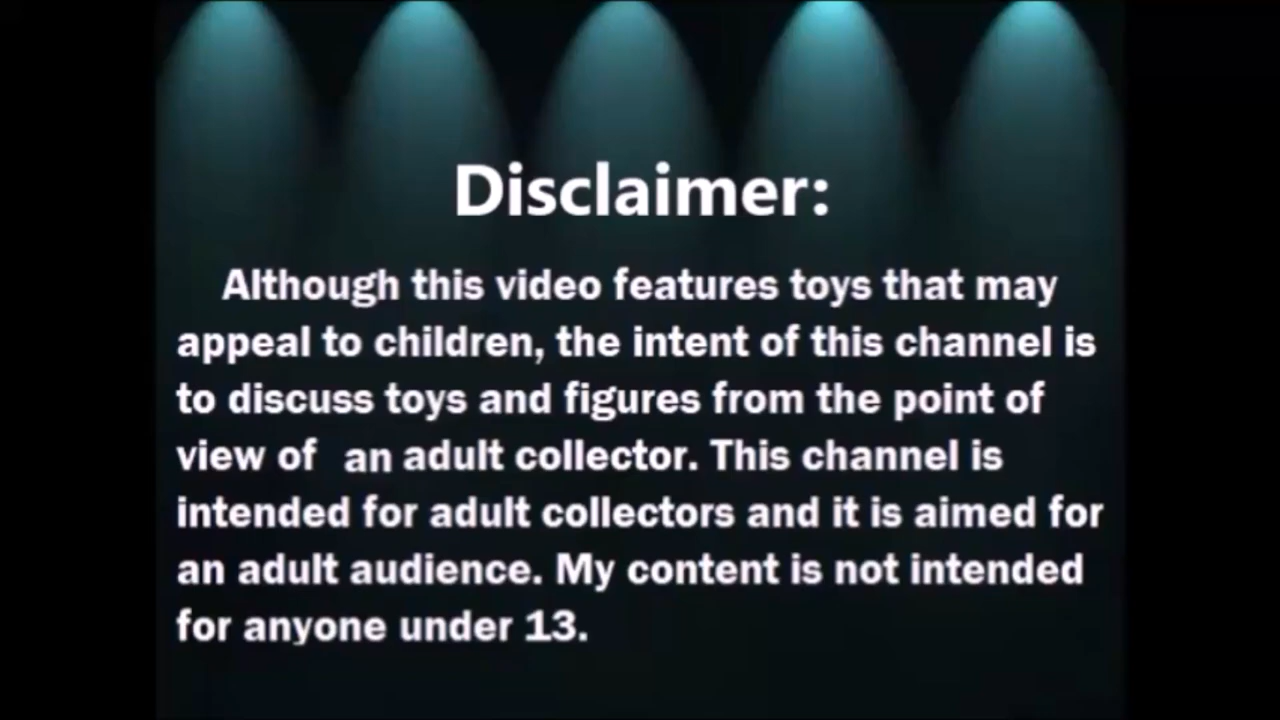 Disclaimer:
Although this video features toys that may
appeal to children, the intent of this channel is
to discuss toys and figures from the point of
view of an adult collector. This channel is
intended for adult collectors and it is aimed for
an adult audience. My content is not intended
for anyone under 13.